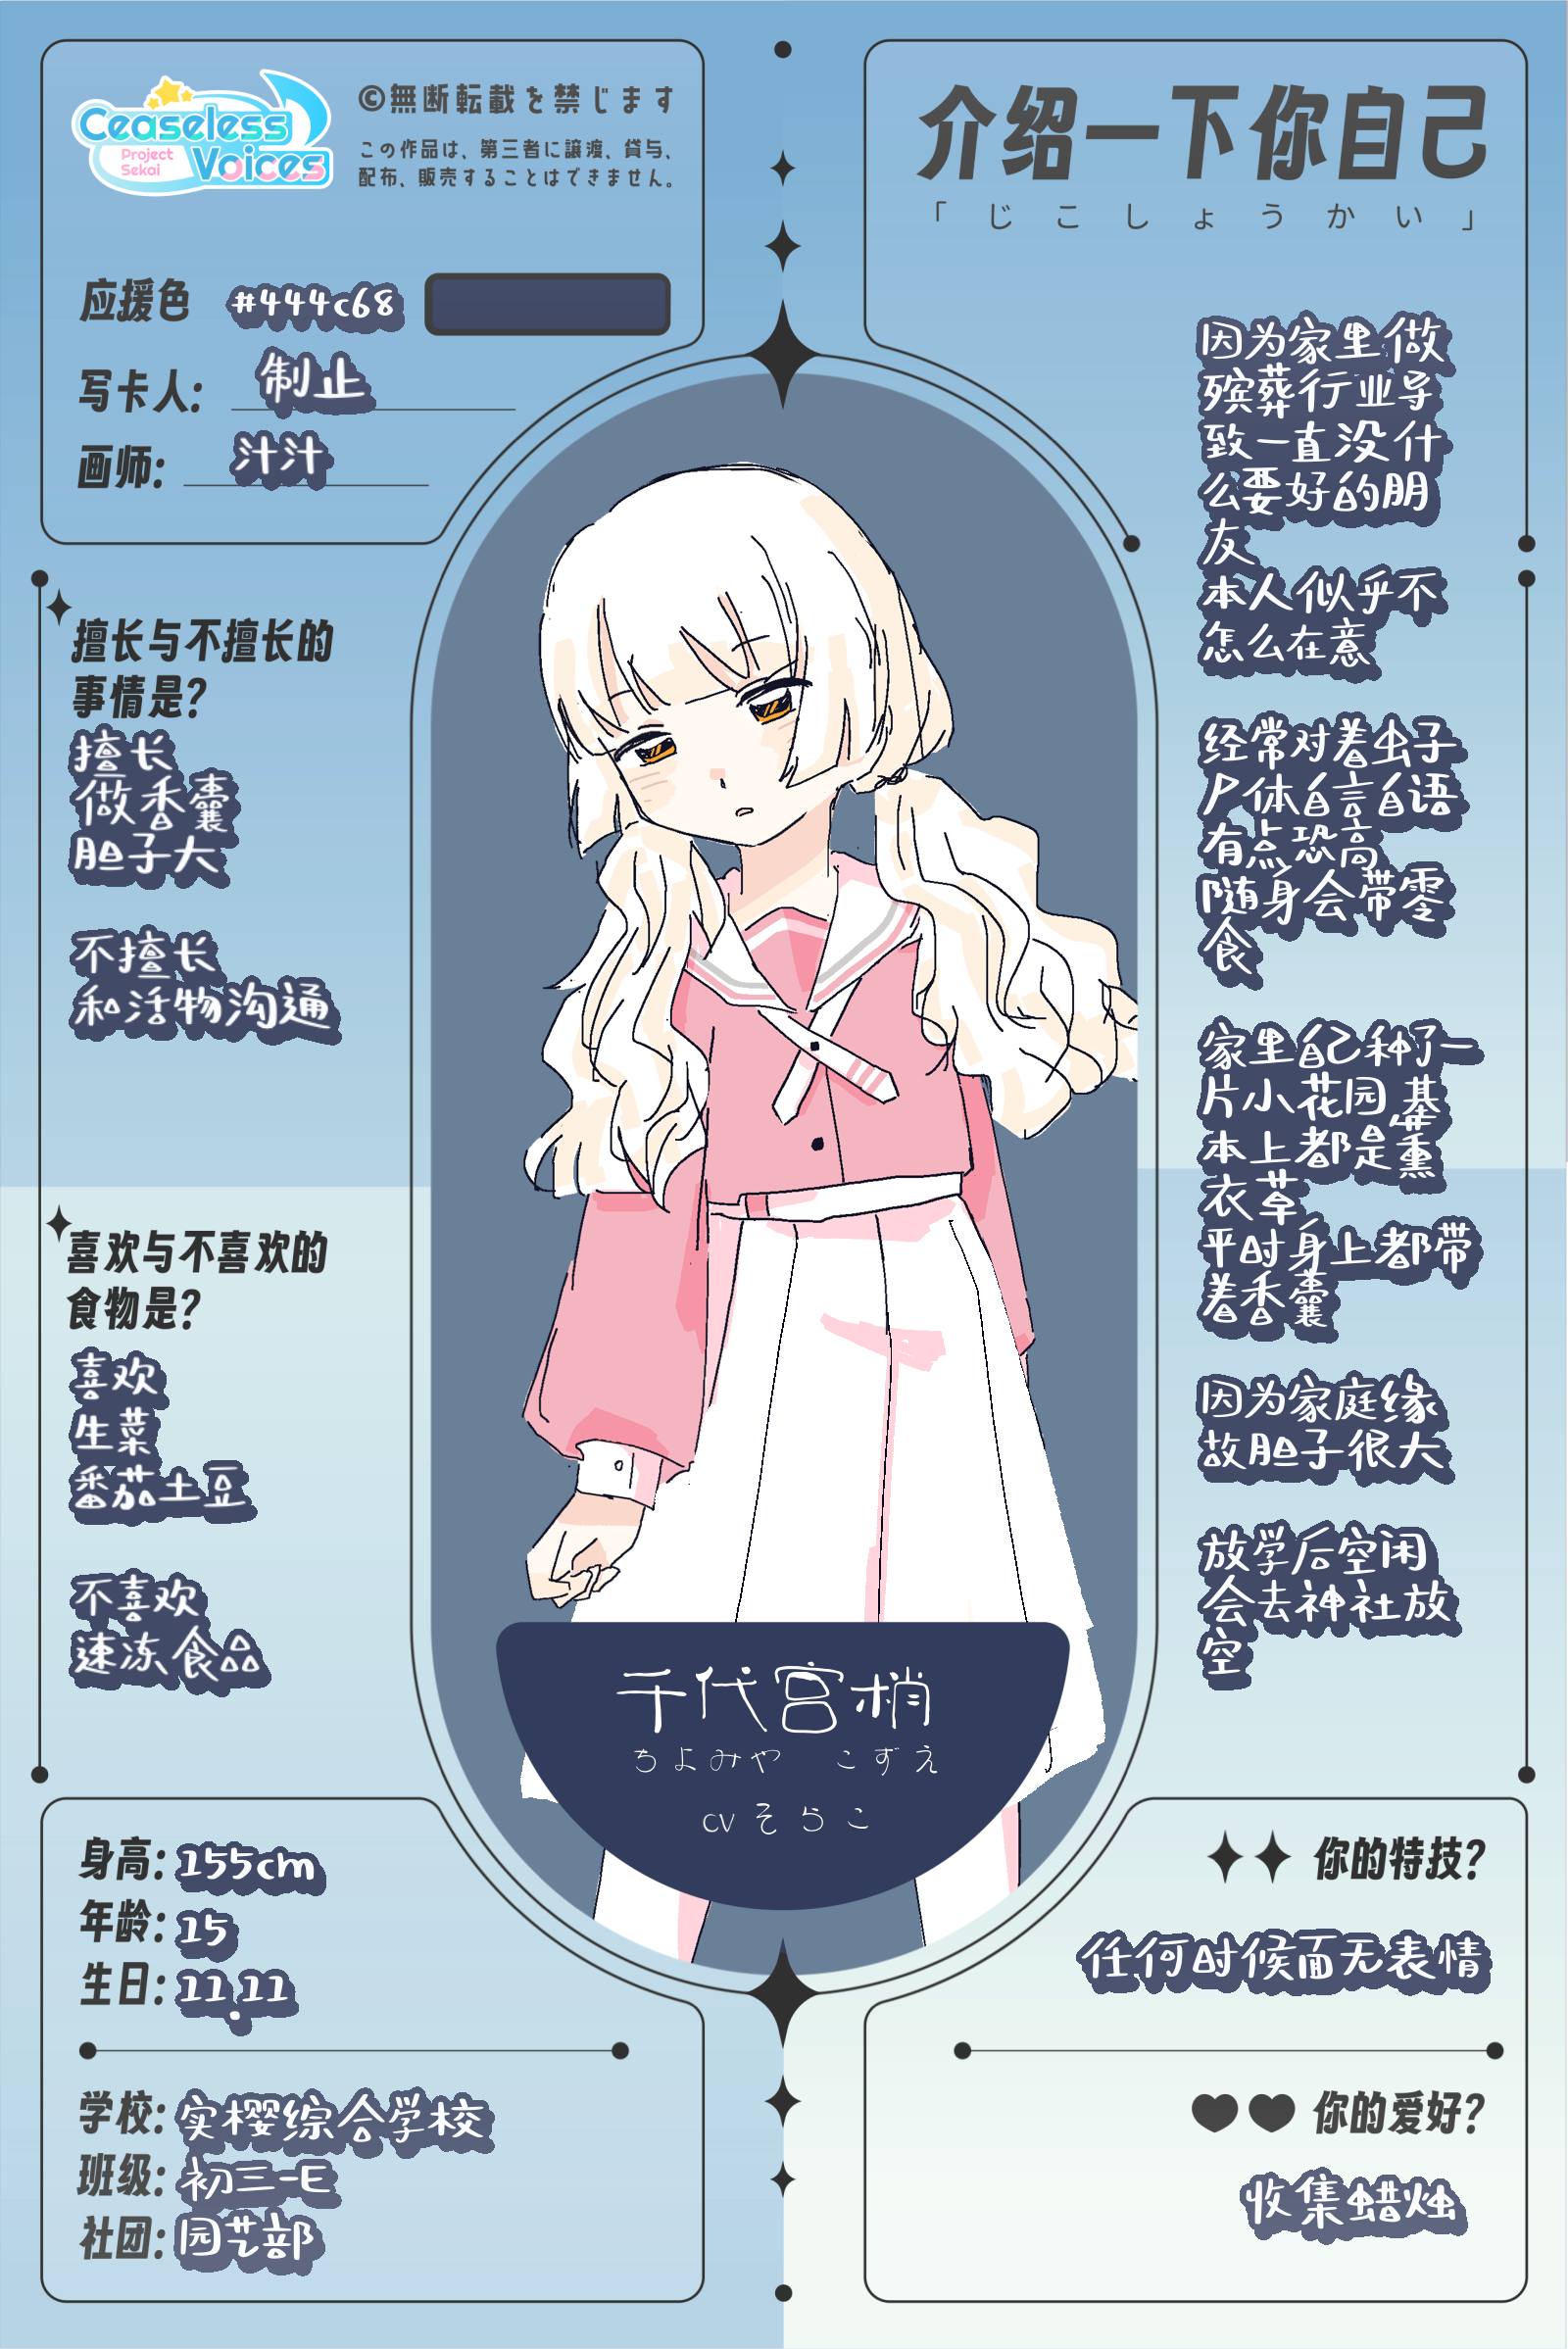 Ceaseless
Voices
Project
Sekai
©無断転載を禁じます
この作品は、第三者に譲渡、貸与、
配布、販売することはできません。
应援色 #444c68
写卡人: 制止
画师: 汁汁
介绍一下你自己
「じこしょうかい」
因为家里做
殡葬行业导
致一直没什
么要好的朋
友
本人似乎不
怎么在意
经常对着虫子
尸体自言自语
有点恐高
随身会带零
食
家里自己种了一
片小花园,基
本上都是薰
衣草
平时身上都带
着香囊
因为家庭缘
故胆子很大
放学后空闲
会去神社放
空
擅长与不擅长的
事情是?
擅长
做香囊
胆子大
不擅长
和活物沟通
喜欢与不喜欢的
食物是?
喜欢
生菜
番茄土豆
不喜欢
速冻食品
千代宫梢
ちよみや こずえ
cv そらこ
身高: 155cm
年龄: 15
生日: 11.11
学校: 实樱综合学校
班级: 初三-E
社团: 园艺部
你的特技?
任何时候面无表情
你的爱好?
收集蜡烛